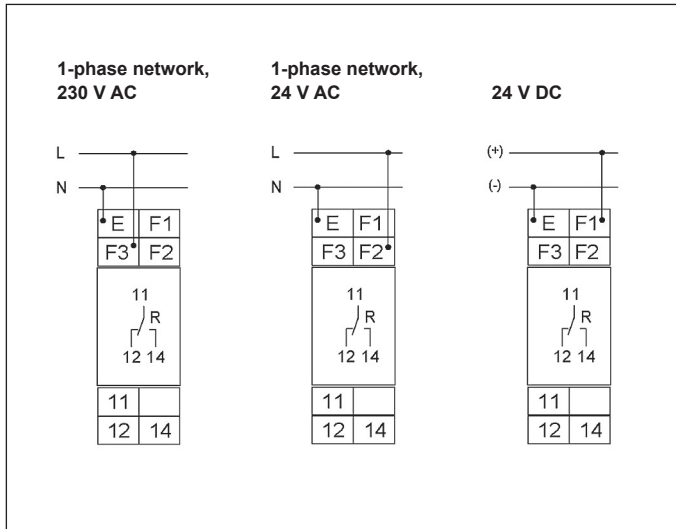 1-phase network,
230 V AC
L
N
E F1
F3 F2
11
R
12 14
11
12 14
1-phase network,
24 V AC
L
N
E F1
F3 F2
11
R
12 14
11
12 14
24 V DC
(+)
(-)
E F1
F3 F2
11
R
12 14
11
12 14